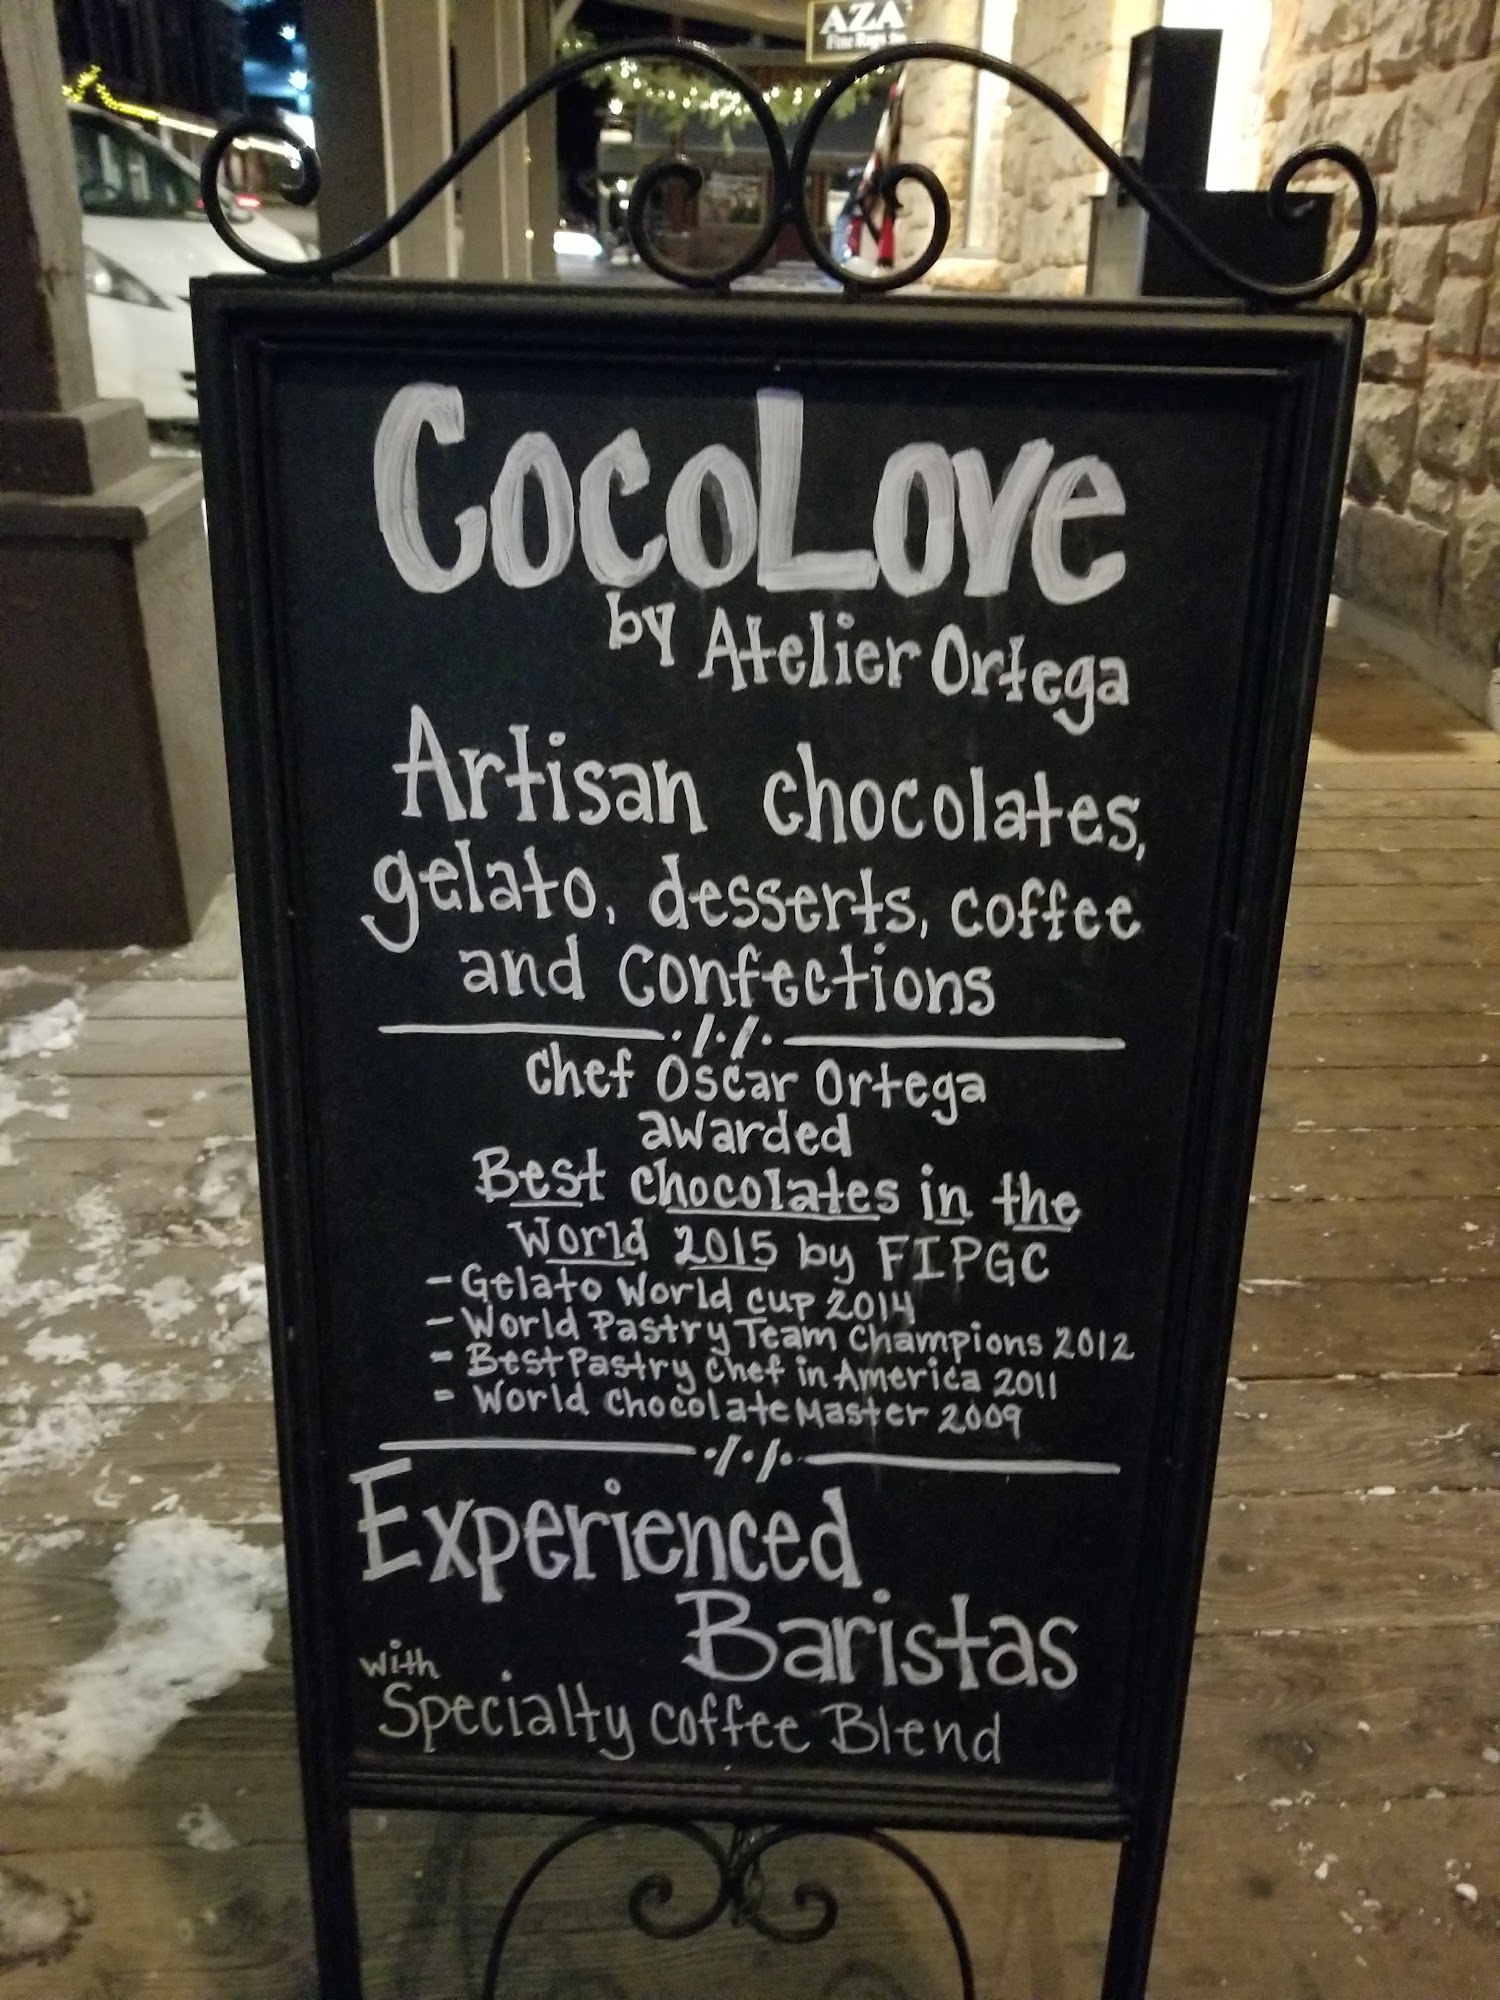 AZA
Fine Rugs
CocoLove
by Atelier Ortega
Artisan chocolates,
gelato, desserts, coffee
and confections
Chef Oscar Ortega
awarded
Best chocolates in the
World 2015 by FIPGC
- Gelato World cup 2014
- World Pastry Team Champions 2012
- Best Pastry Chef in America 2011
- World Chocolate Master 2009
Experienced
Baristas
with
Specialty coffee Blend